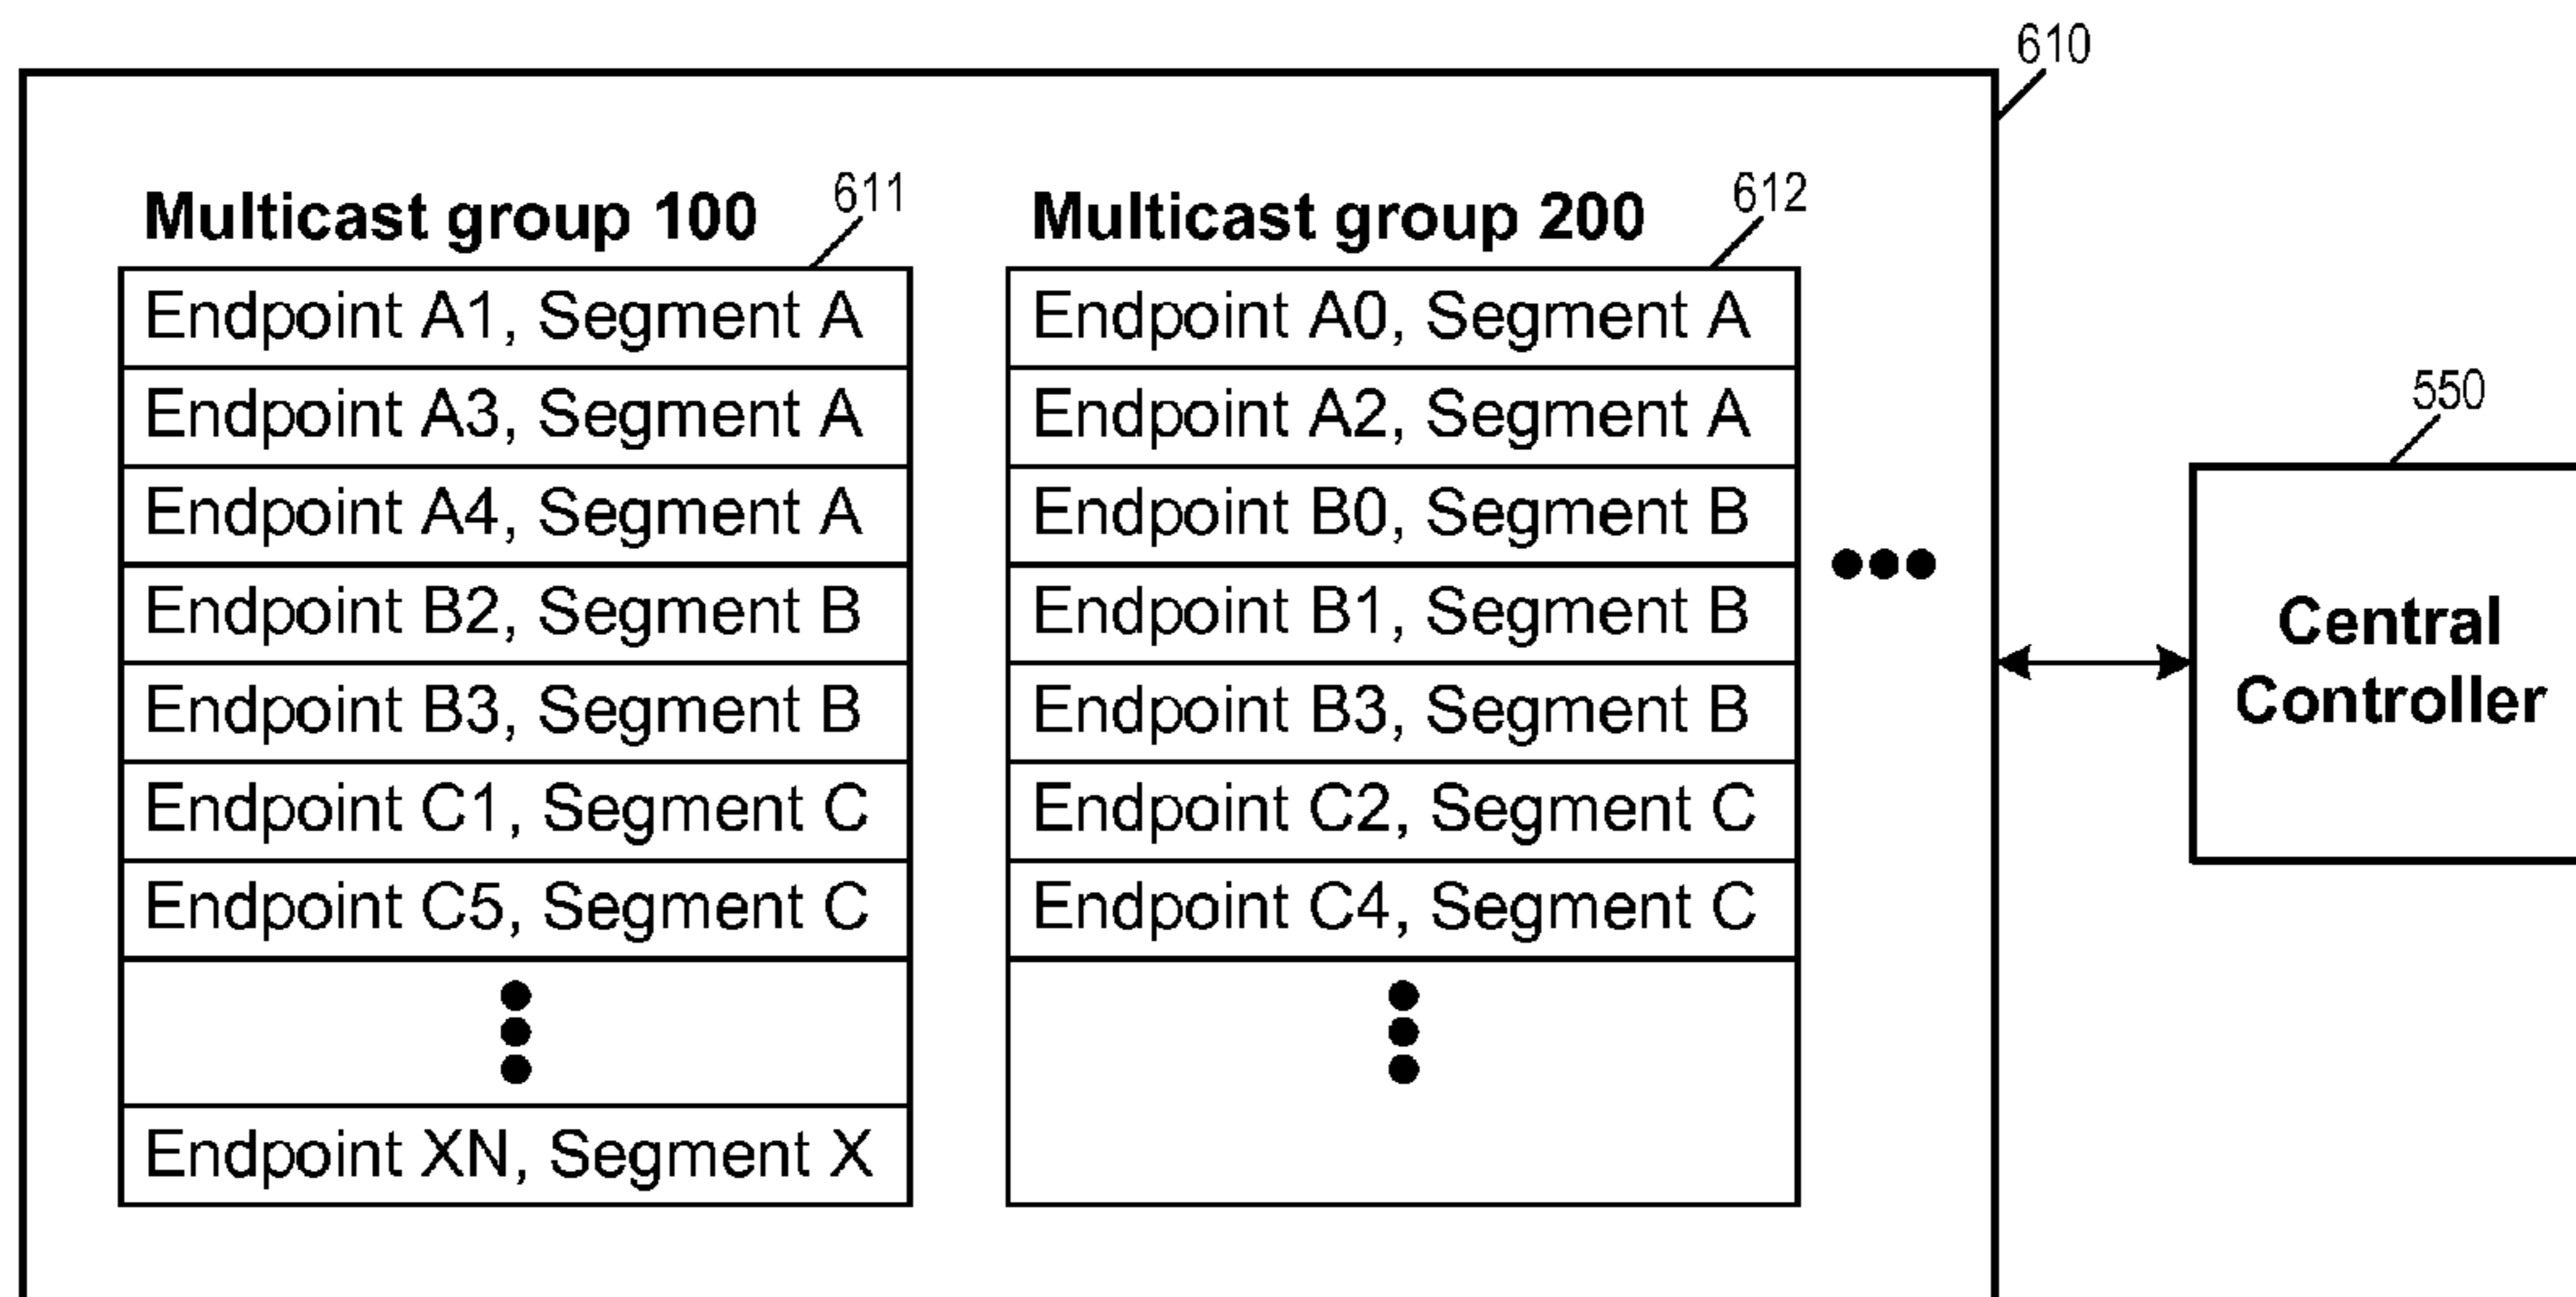 610
Multicast group 100
611
Endpoint A1, Segment A
Endpoint A3, Segment A
Endpoint A4, Segment A
Endpoint B2, Segment B
Endpoint B3, Segment B
Endpoint C1, Segment C
Endpoint C5, Segment C
Endpoint XN, Segment X
Multicast group 200
612
Endpoint A0, Segment A
Endpoint A2, Segment A
Endpoint B0, Segment B
Endpoint B1, Segment B
Endpoint B3, Segment B
Endpoint C2, Segment C
Endpoint C4, Segment C
550
Central
Controller